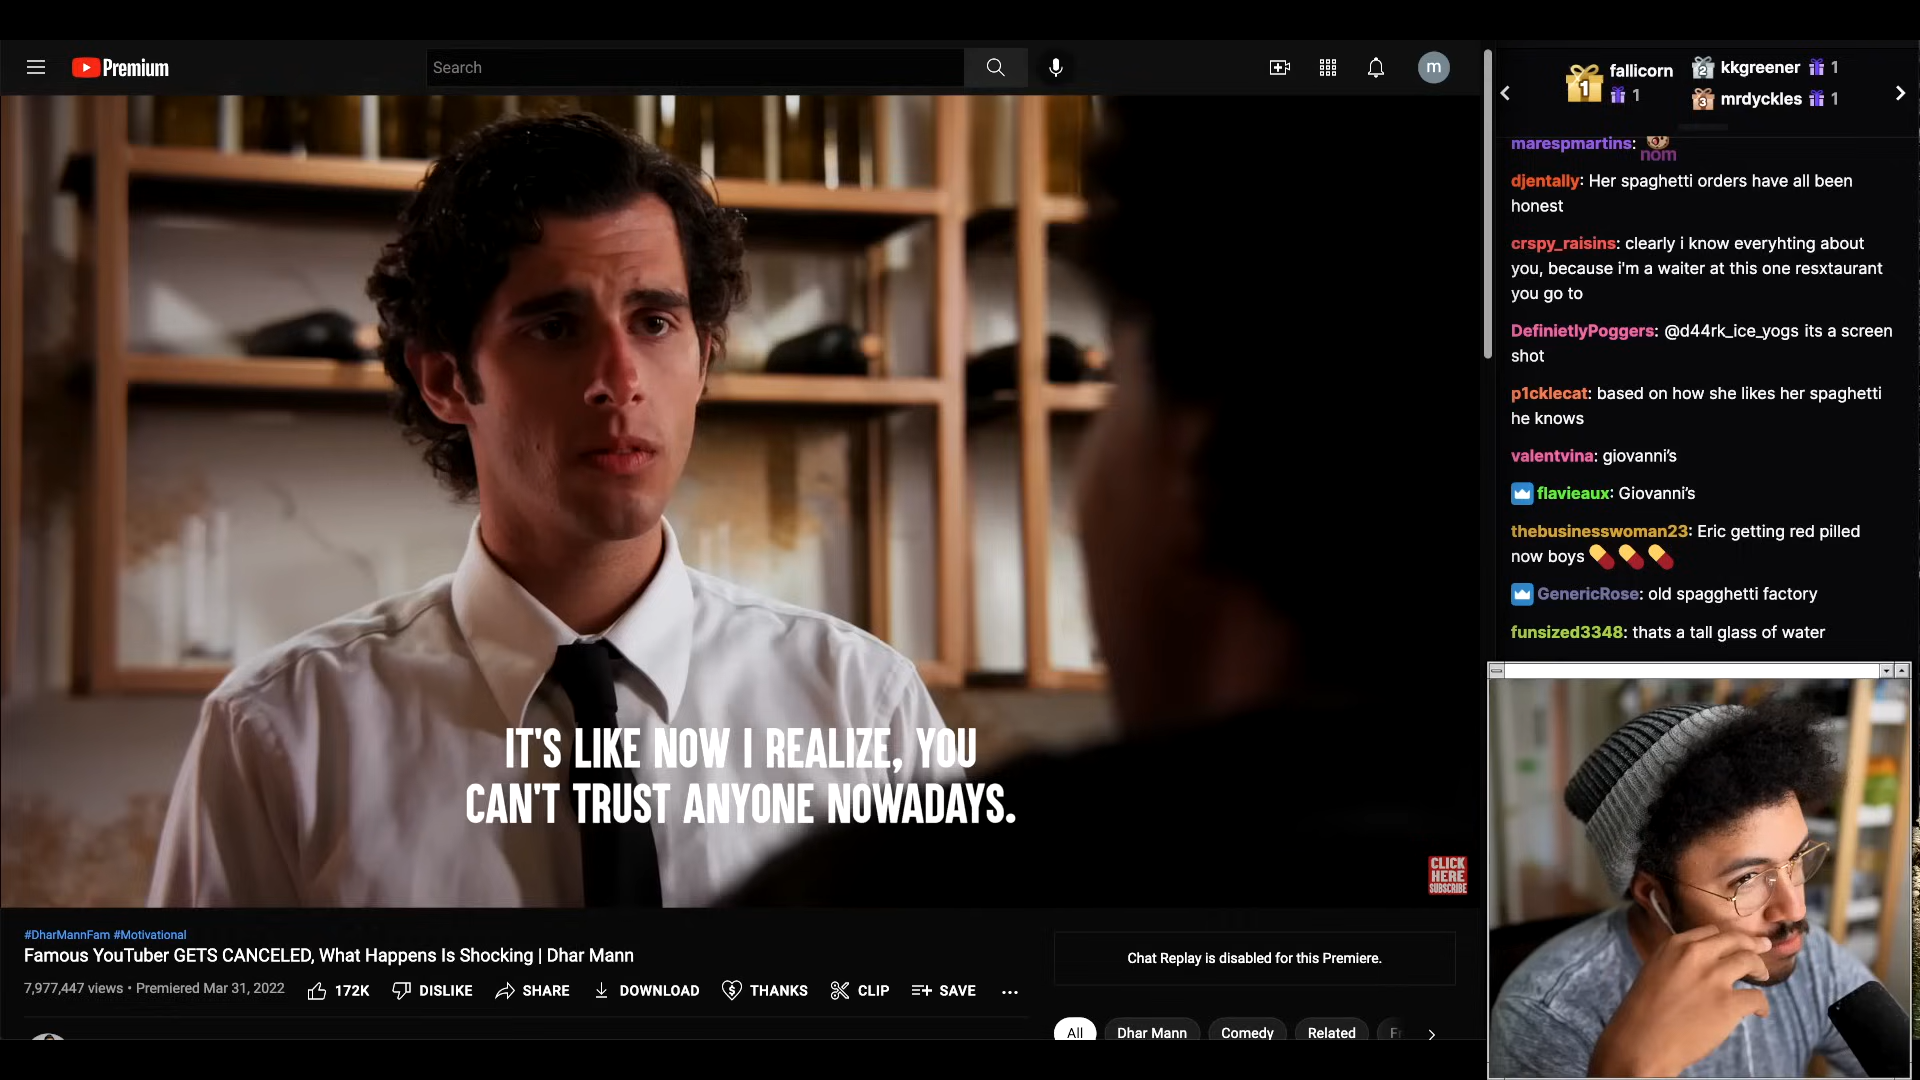 Premium
Search
m
1
fallicorn
1
2
kkgreener 1
3
mrdyckles 1
marespmartins:
nom
djentally: Her spaghetti orders have all been
honest
crspy_raisins: clearly i know everyhting about
you, because i'm a waiter at this one resxtaurant
you go to
DefinietlyPoggers: @d44rk_ice_yogs its a screen
shot
p1cklecat: based on how she likes her spaghetti
he knows
valentvina: giovanni's
flavieaux: Giovanni's
thebusinesswoman23: Eric getting red pilled
now boys
GenericRose: old spagghetti factory
funsized3348: thats a tall glass of water
IT'S LIKE NOW I REALIZE, YOU
CAN'T TRUST ANYONE NOWADAYS.
CLICK
HERE
SUBSCRIBE
#DharMannFam #Motivational
Famous YouTuber GETS CANCELED, What Happens Is Shocking | Dhar Mann
7,977,447 views • Premiered Mar 31, 2022
172K
DISLIKE
SHARE
DOWNLOAD
THANKS
CLIP
SAVE
Chat Replay is disabled for this Premiere.
All
Dhar Mann
Comedy
Related